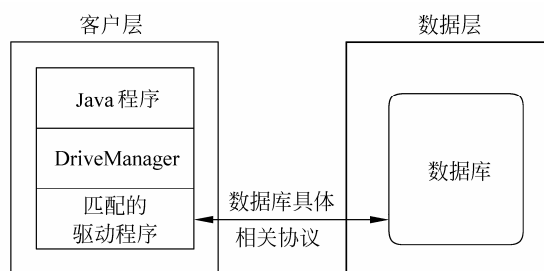 客户层
数据层
Java 程序
DriveManager
匹配的
驱动程序
数据库具体
相关协议
数据库